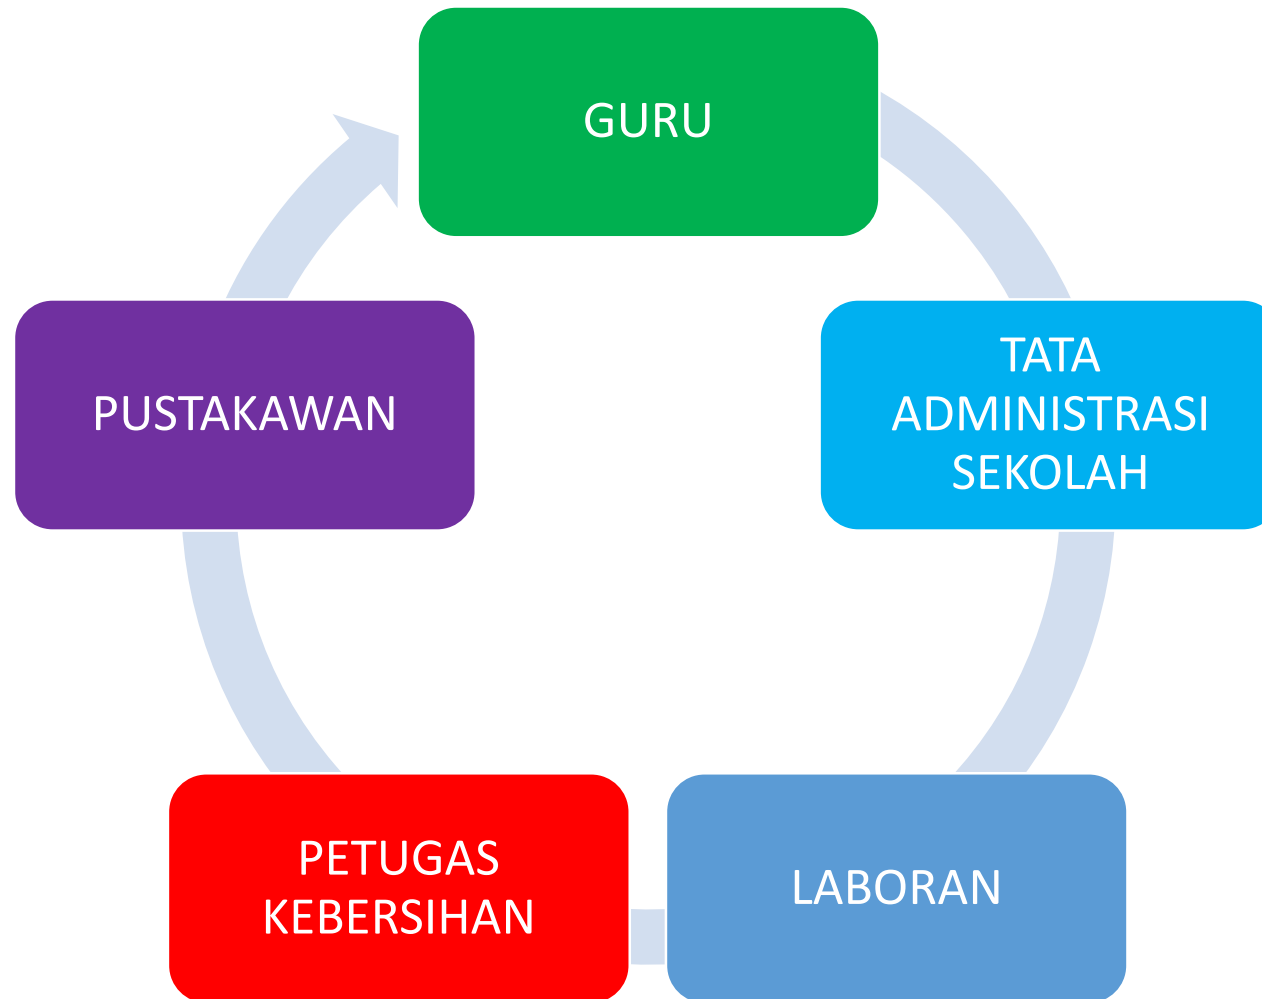 GURU
TATA
ADMINISTRASI
SEKOLAH
LABORAN
PETUGAS
KEBERSIHAN
PUSTAKAWAN